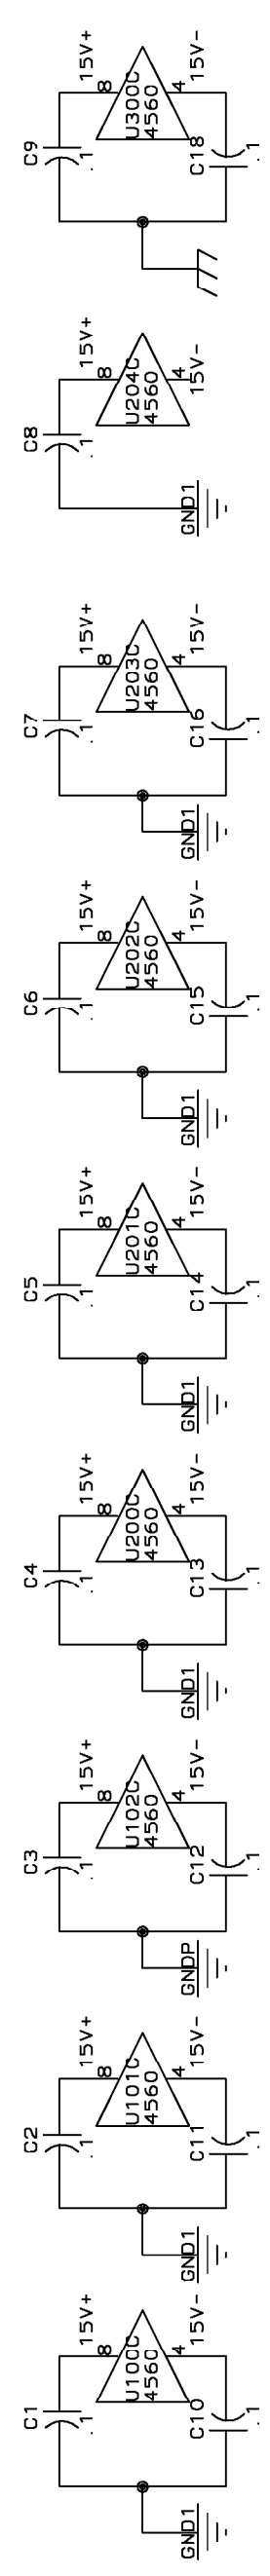 C9
.1
15V+
8
U300C
4560
4
15V-
C18
.1
C8
.1
15V+
8
U204C
4560
4
15V-
GND1
C7
.1
15V+
8
U203C
4560
4
15V-
C16
.1
GND1
C6
.1
15V+
8
U202C
4560
4
15V-
C15
.1
GND1
C5
.1
15V+
8
U201C
4560
4
15V-
C14
.1
GND1
C4
.1
15V+
8
U200C
4560
4
15V-
C13
.1
GND1
C3
.1
15V+
8
U102C
4560
4
15V-
C12
.1
GNDP
C2
.1
15V+
8
U101C
4560
4
15V-
C11
.1
GND1
C1
.1
15V+
8
U100C
4560
4
15V-
C10
.1
GND1